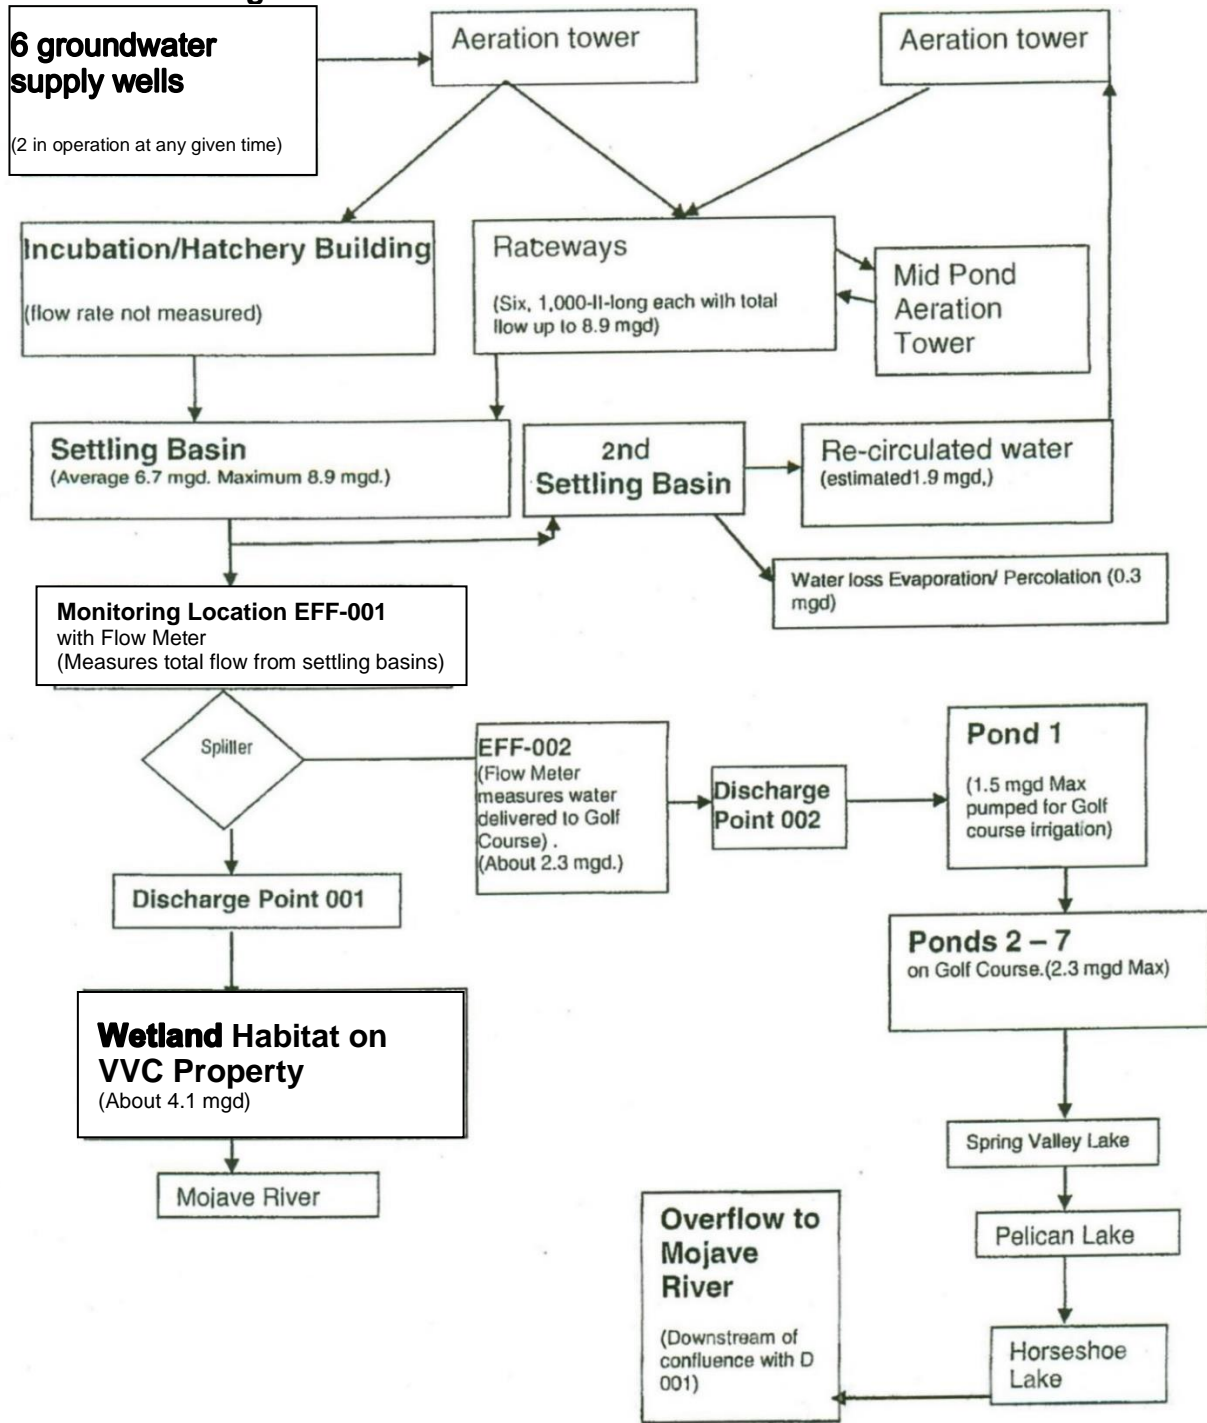 6 groundwater
supply wells
(2 in operation at any given time)
Aeration tower
Aeration tower
Incubation/Hatchery Building
(flow rate not measured)
Raceways
(Six, 1,000-II-long each with total
llow up to 8.9 mgd)
Mid Pond
Aeration
Tower
Settling Basin
(Average 6.7 mgd. Maximum 8.9 mgd.)
2nd
Settling Basin
Re-circulated water
(estimated1.9 mgd,)
Water loss Evaporation/ Percolation (0.3
mgd)
Monitoring Location EFF-001
with Flow Meter
(Measures total flow from settling basins)
Spliller
EFF-002
(Flow Meter
measures water
delivered to Golf
Course) .
(About 2.3 mgd.)
Discharge
Point 002
Pond 1
(1.5 mgd Max
pumped for Golf
course irrigation)
Discharge Point 001
Ponds 2 – 7
on Golf Course.(2.3 mgd Max)
Wetland Habitat on
VVC Property
(About 4.1 mgd)
Mojave River
Spring Valley Lake
Pelican Lake
Horseshoe
Lake
Overflow to
Mojave
River
(Downstream of
confluence with D
001)